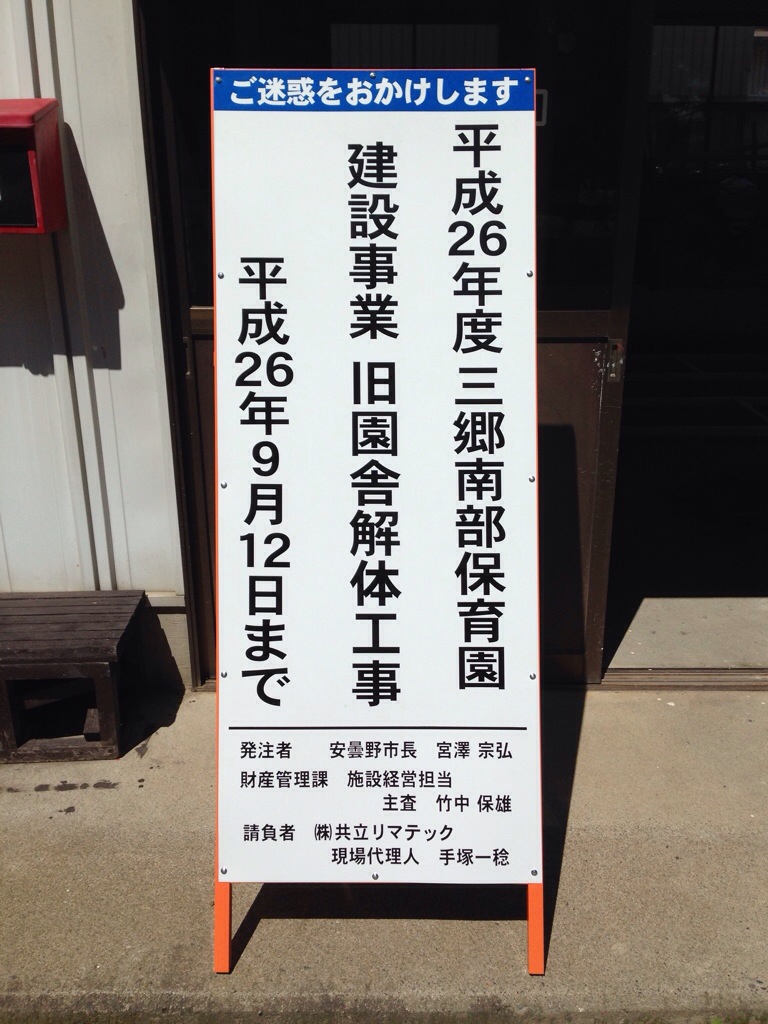 ご迷惑をおかけします
平成26年度 三郷南部保育園
建設事業 旧園舎解体工事
平成26年9月12日まで
発注者 安曇野市長 宮澤 宗弘
財産管理課 施設経営担当
主査 竹中 保雄
請負者 ㈱共立リマテック
現場代理人 手塚一稔